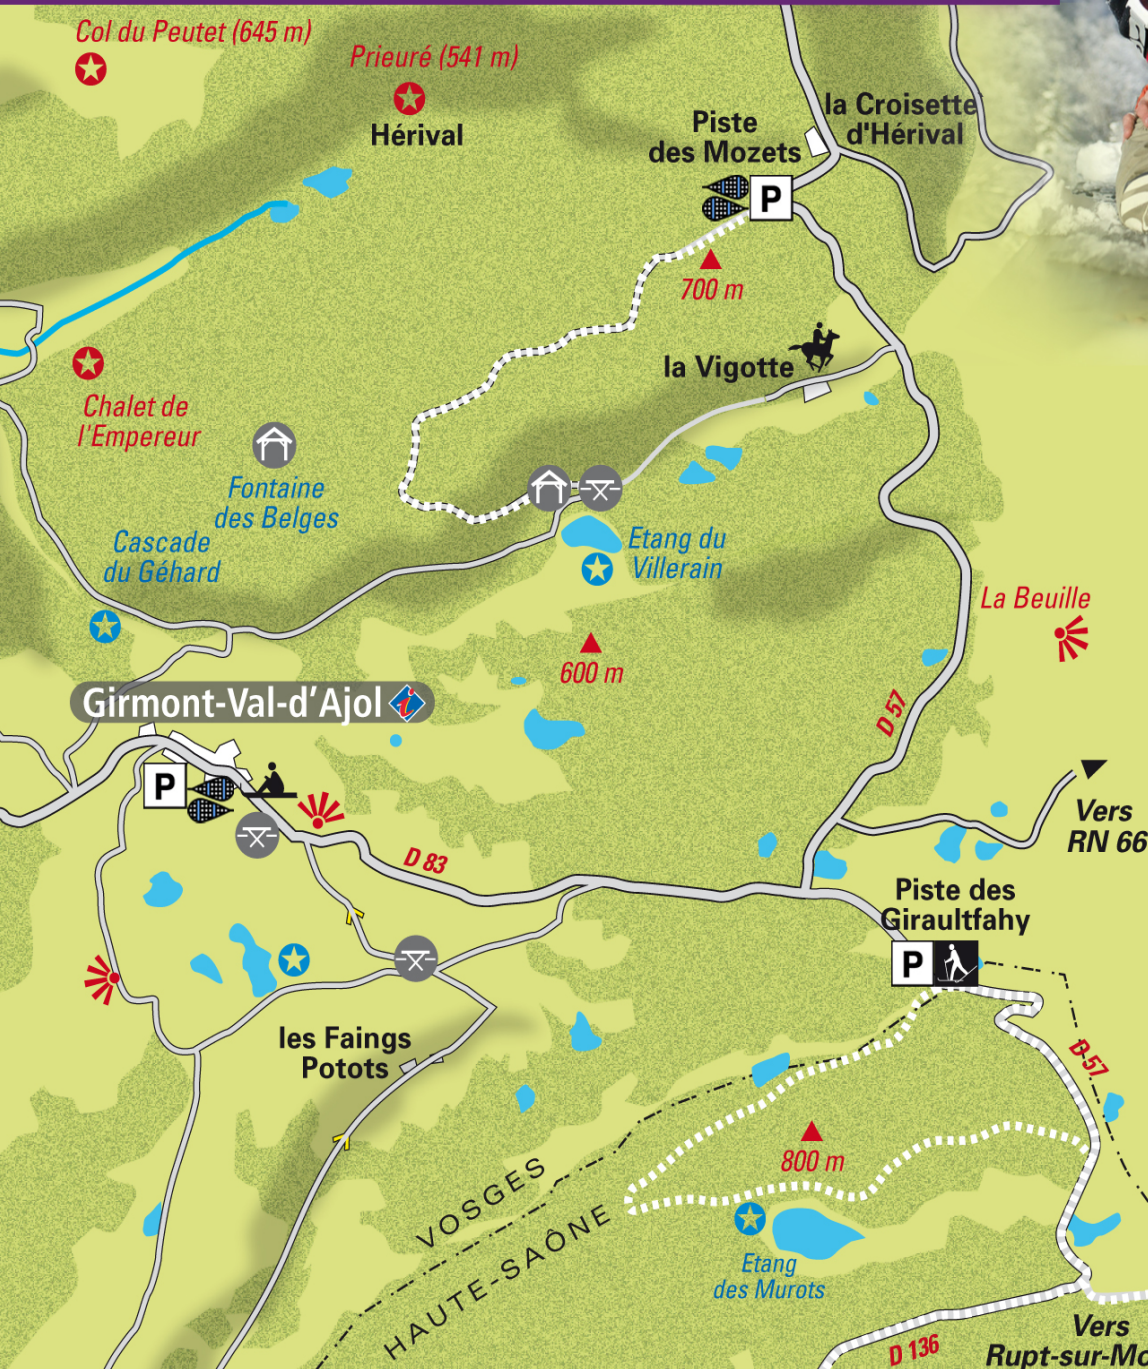 Col du Peutet (645 m)
Prieuré (541 m)
Hérival
Piste
des Mozets
la Croisette
d'Hérival
P
700 m
la Vigotte
Chalet de
l'Empereur
Fontaine
des Belges
Cascade
du Géhard
Etang du
Villerain
La Beuille
600 m
Girmont-Val-d'Ajol i
D 57
P
Vers
RN 66
D 83
Piste des
Giraultfahy
P
les Faings
Potots
D 57
800 m
VOSGES
HAUTE-SAÔNE
Etang
des Murots
Vers
D 136